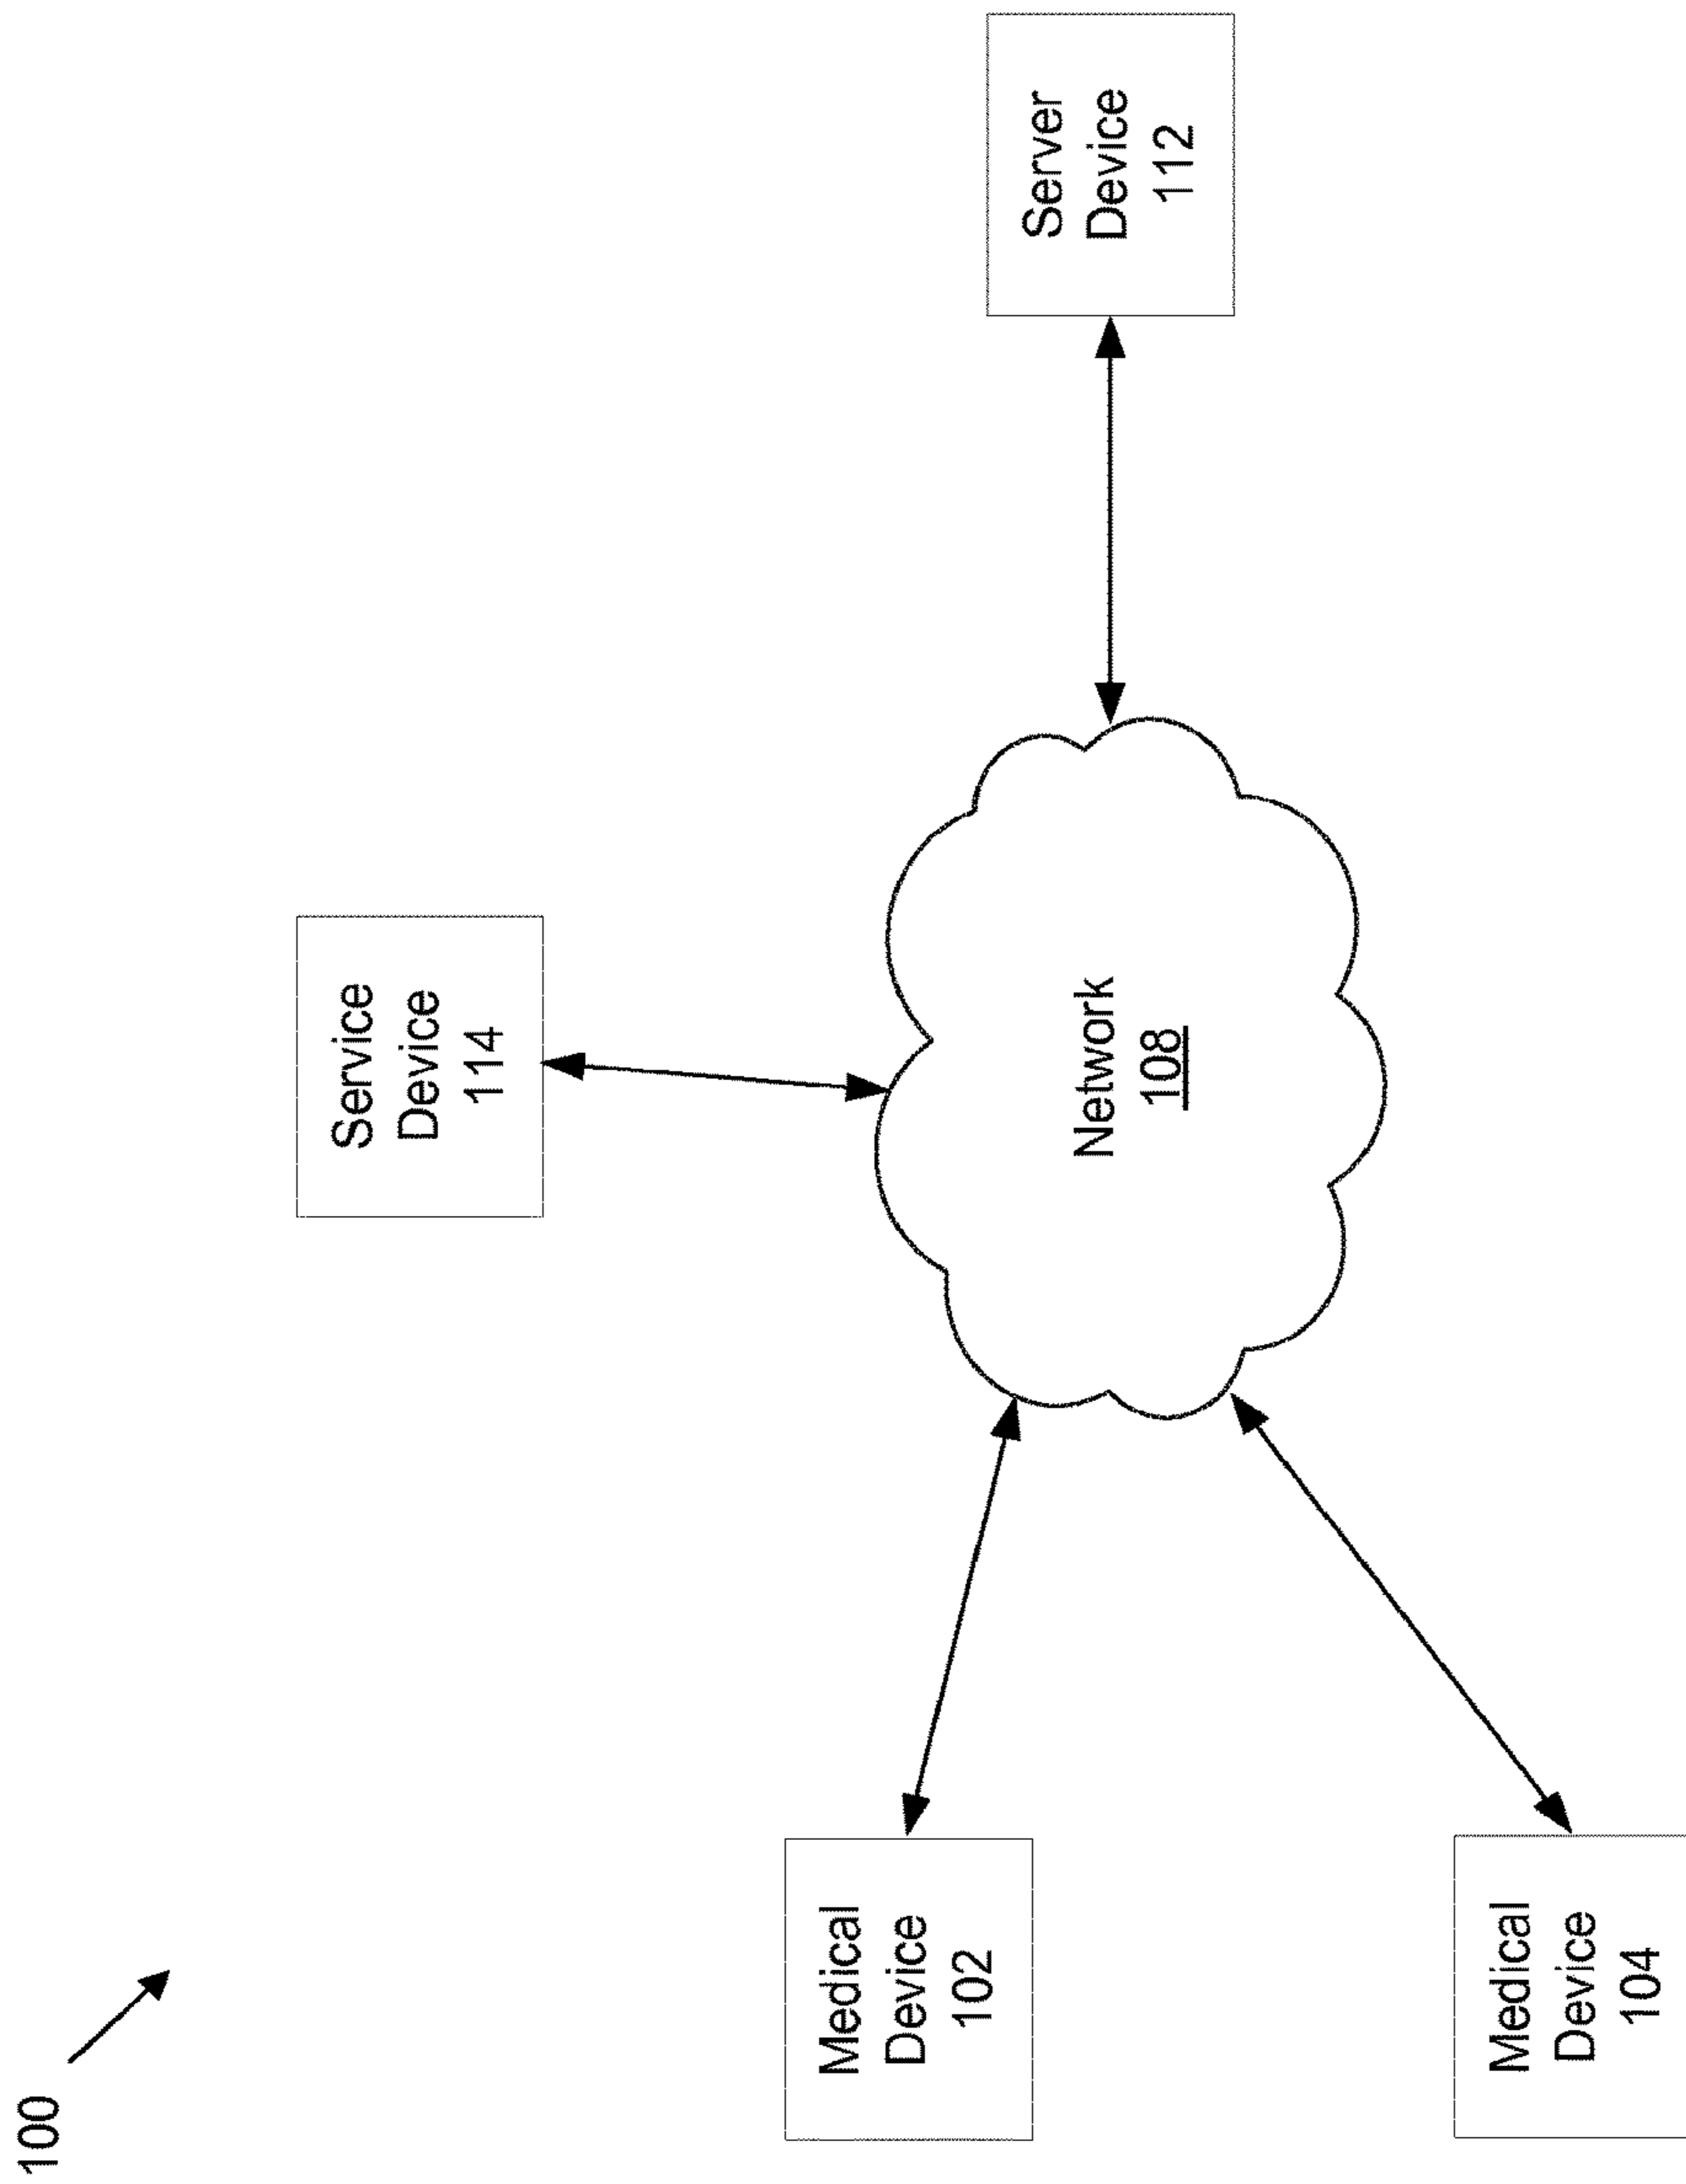 100
Service
Device
114
Medical
Device
102
Network
108
Server
Device
112
Medical
Device
104